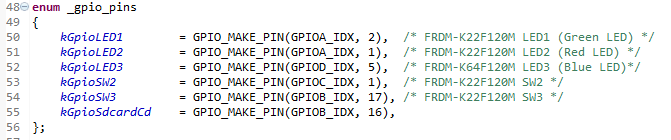 48 enum _gpio_pins
49 {
50 kGpioLED1 = GPIO_MAKE_PIN(GPIOA_IDX, 2), /* FRDM-K22F120M LED1 (Green LED) */
51 kGpioLED2 = GPIO_MAKE_PIN(GPIOA_IDX, 1), /* FRDM-K22F120M LED2 (Red LED) */
52 kGpioLED3 = GPIO_MAKE_PIN(GPIOD_IDX, 5), /* FRDM-K64F120M LED3 (Blue LED)*/
53 kGpioSW2 = GPIO_MAKE_PIN(GPIOC_IDX, 1), /* FRDM-K22F120M SW2 */
54 kGpioSW3 = GPIO_MAKE_PIN(GPIOB_IDX, 17), /* FRDM-K22F120M SW3 */
55 kGpioSdcardCd = GPIO_MAKE_PIN(GPIOB_IDX, 16),
56 };